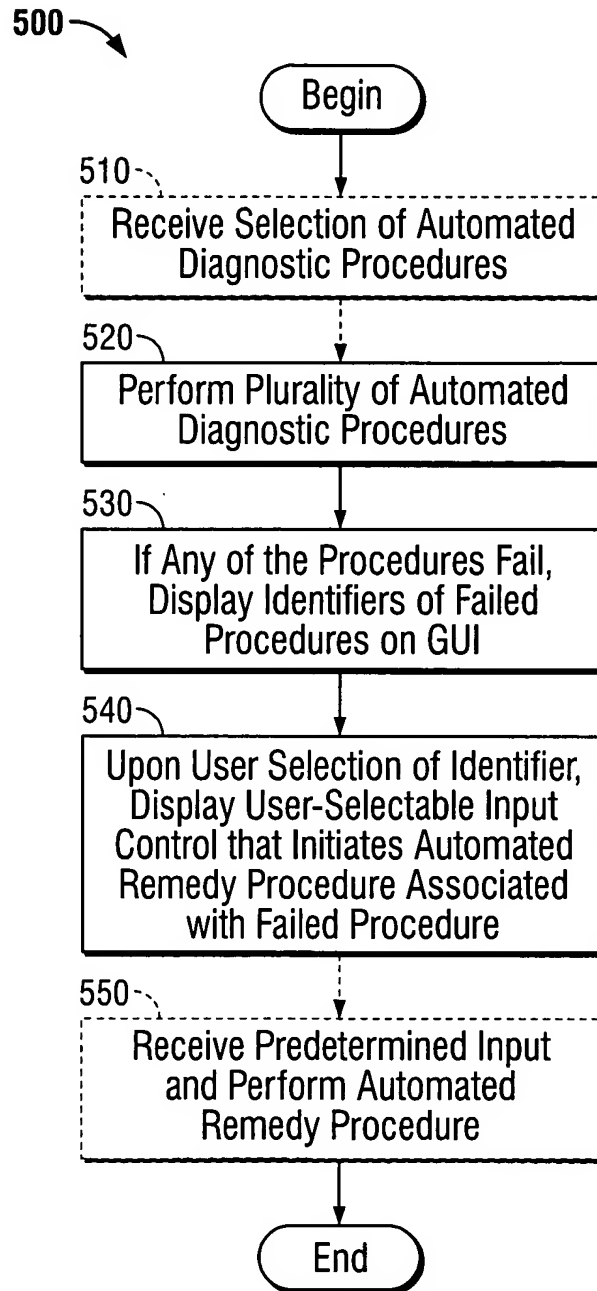 500
Begin
510
Receive Selection of Automated
Diagnostic Procedures
520
Perform Plurality of Automated
Diagnostic Procedures
530
If Any of the Procedures Fail,
Display Identifiers of Failed
Procedures on GUI
540
Upon User Selection of Identifier,
Display User-Selectable Input
Control that Initiates Automated
Remedy Procedure Associated
with Failed Procedure
550
Receive Predetermined Input
and Perform Automated
Remedy Procedure
End